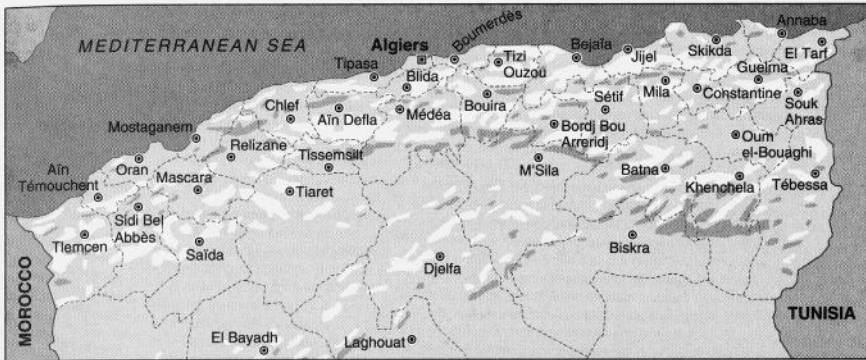 MEDITERRANEAN SEA
Algiers
Boumerdès
Tipasa
Blida
Tizi
Ouzou
Bejaïa
Jijel
Skikda
Annaba
El Tarf
Guelma
Chlef
Aïn Defla
Médéa
Bouira
Sétif
Mila
Constantine
Souk
Ahras
Mostaganem
Relizane
Tissemsilt
Bordj Bou
Arreridj
Oum
el-Bouaghi
Aïn
Témouchent
Oran
Mascara
Tiaret
M'Sila
Batna
Khenchela
Tébessa
Sidi Bel
Abbès
Tlemçen
Saïda
Djelfa
Biskra
El Bayadh
Laghouat
MOROCCO
TUNISIA